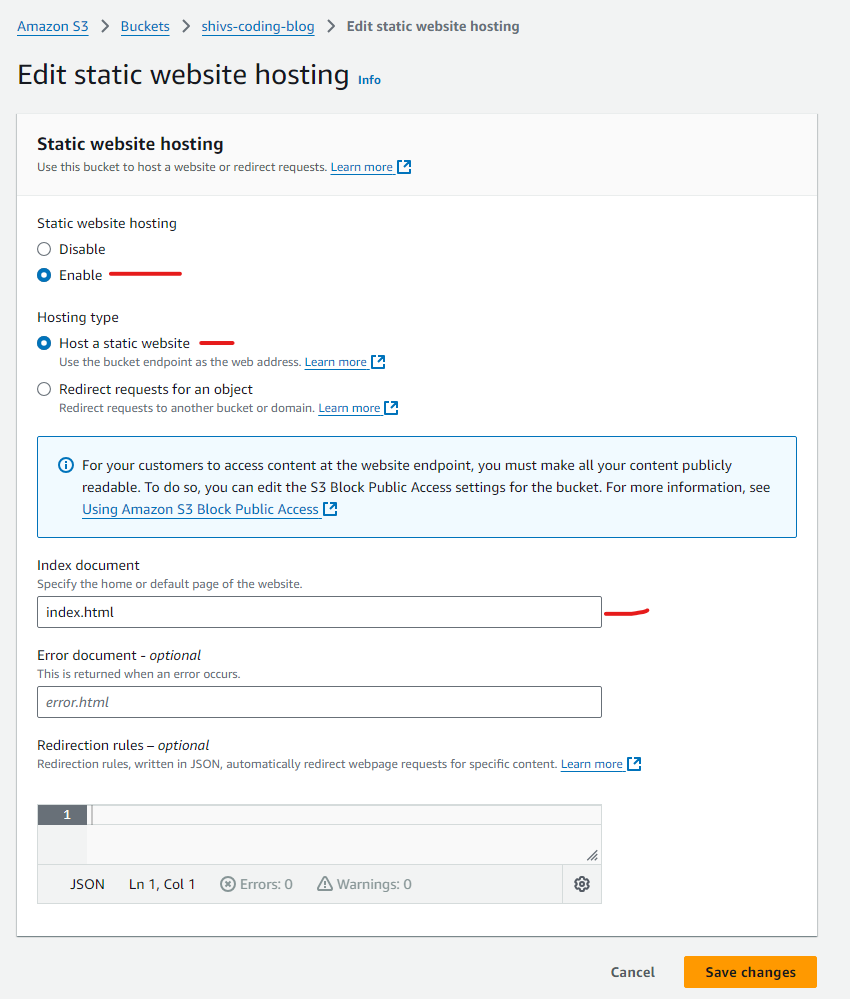 Amazon S3 > Buckets > shivs-coding-blog > Edit static website hosting
Edit static website hosting Info
Static website hosting
Use this bucket to host a website or redirect requests. Learn more
Static website hosting
Disable
Enable
Hosting type
Host a static website
Use the bucket endpoint as the web address. Learn more
Redirect requests for an object
Redirect requests to another bucket or domain. Learn more
For your customers to access content at the website endpoint, you must make all your content publicly
readable. To do so, you can edit the S3 Block Public Access settings for the bucket. For more information, see
Using Amazon S3 Block Public Access
Index document
Specify the home or default page of the website.
index.html
Error document - optional
This is returned when an error occurs.
error.html
Redirection rules – optional
Redirection rules, written in JSON, automatically redirect webpage requests for specific content. Learn more
1
JSON Ln 1, Col 1 Errors: 0 Warnings: 0
Cancel Save changes